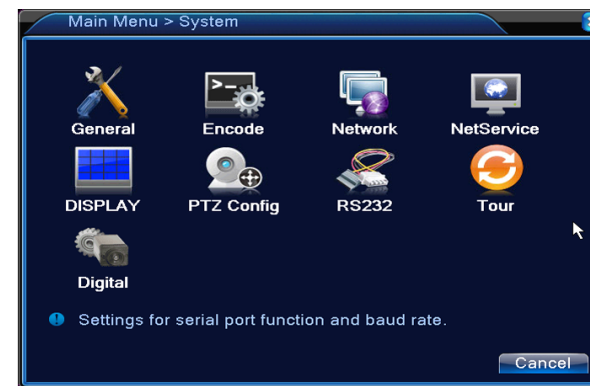 Main Menu > System
General Encode Network NetService
DISPLAY PTZ Config RS232 Tour
Digital
Settings for serial port function and baud rate.
Cancel